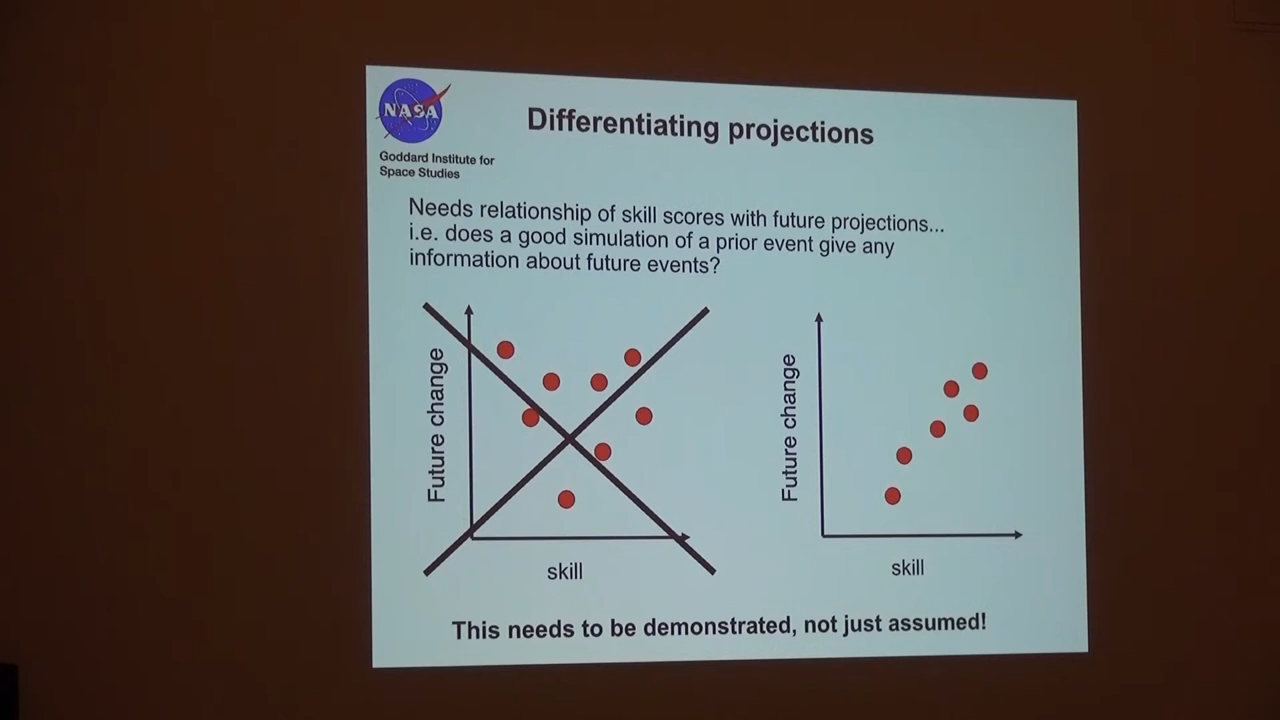 NASA
Goddard Institute for
Space Studies
Differentiating projections
Needs relationship of skill scores with future projections...
i.e. does a good simulation of a prior event give any
information about future events?
Future change
skill
Future change
skill
This needs to be demonstrated, not just assumed!